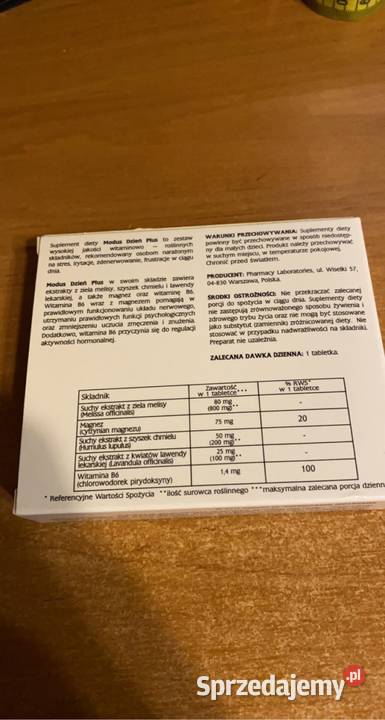 Suplement diety Modus Dzień Plus to zestaw
wysokiej jakości witaminowo – roślinnych
składników, rekomendowany osobom narażonym
na stres, irytacje, zdenerwowanie, frustracje w ciągu
dnia.
Modus Dzień Plus w swoim składzie zawiera
ekstrakty z ziela melisy, szyszek chmielu i lawendy
lekarskiej, a także magnez oraz witaminę B6.
Witamina B6 wraz z magnezem pomagają w
prawidłowym funkcjonowaniu układu nerwowego,
utrzymaniu prawidłowych funkcji psychologicznych
oraz zmniejszeniu uczucia zmęczenia i znużenia.
Dodatkowo, witamina B6 przyczynia się do regulacji
aktywności hormonalnej.
WARUNKI PRZECHOWYWANIA: Suplementy diety
powinny być przechowywane w sposób niedostęp-
ny dla małych dzieci. Produkt należy przechowywać
w suchym miejscu, w temperaturze pokojowej.
Chronić przed światłem.
PRODUCENT: Pharmacy Laboratories, ul. Wiselki 57,
04-830 Warszawa, Polska.
ŚRODKI OSTROŻNOŚCI: Nie przekraczać zalecanej
porcji do spożycia w ciągu dnia. Suplementy diety
nie zastępują zrównoważonego sposobu żywienia i
zdrowego trybu życia oraz nie mogą być stosowane
jako substytut (zamiennik) zróżnicowanej diety. Nie
stosować w przypadku nadwrażliwości na składniki.
Preparat nie uzależnia.
ZALECANA DAWKA DZIENNA: 1 tabletka.
Składnik
Zawartość
w 1 tabletce***
% RWS*
w 1 tabletce
Suchy ekstrakt z ziela melisy
(Melissa officinalis)
80 mg
(800 mg)**
-
Magnez
(cytrynian magnezu)
75 mg
20
Suchy ekstrakt z szyszek chmielu
(Humulus lupulus)
50 mg
(200 mg)**
-
Suchy ekstrakt z kwiatów lawendy
lekarskiej (Lavandula officinalis)
25 mg
(100 mg)**
-
Witamina B6
(chlorowodorek pirydoksyny)
1,4 mg
100
* Referencyjne Wartości Spożycia **ilość surowca roślinnego ***maksymalna zalecana porcja dzienn
Sprzedajemy.pl